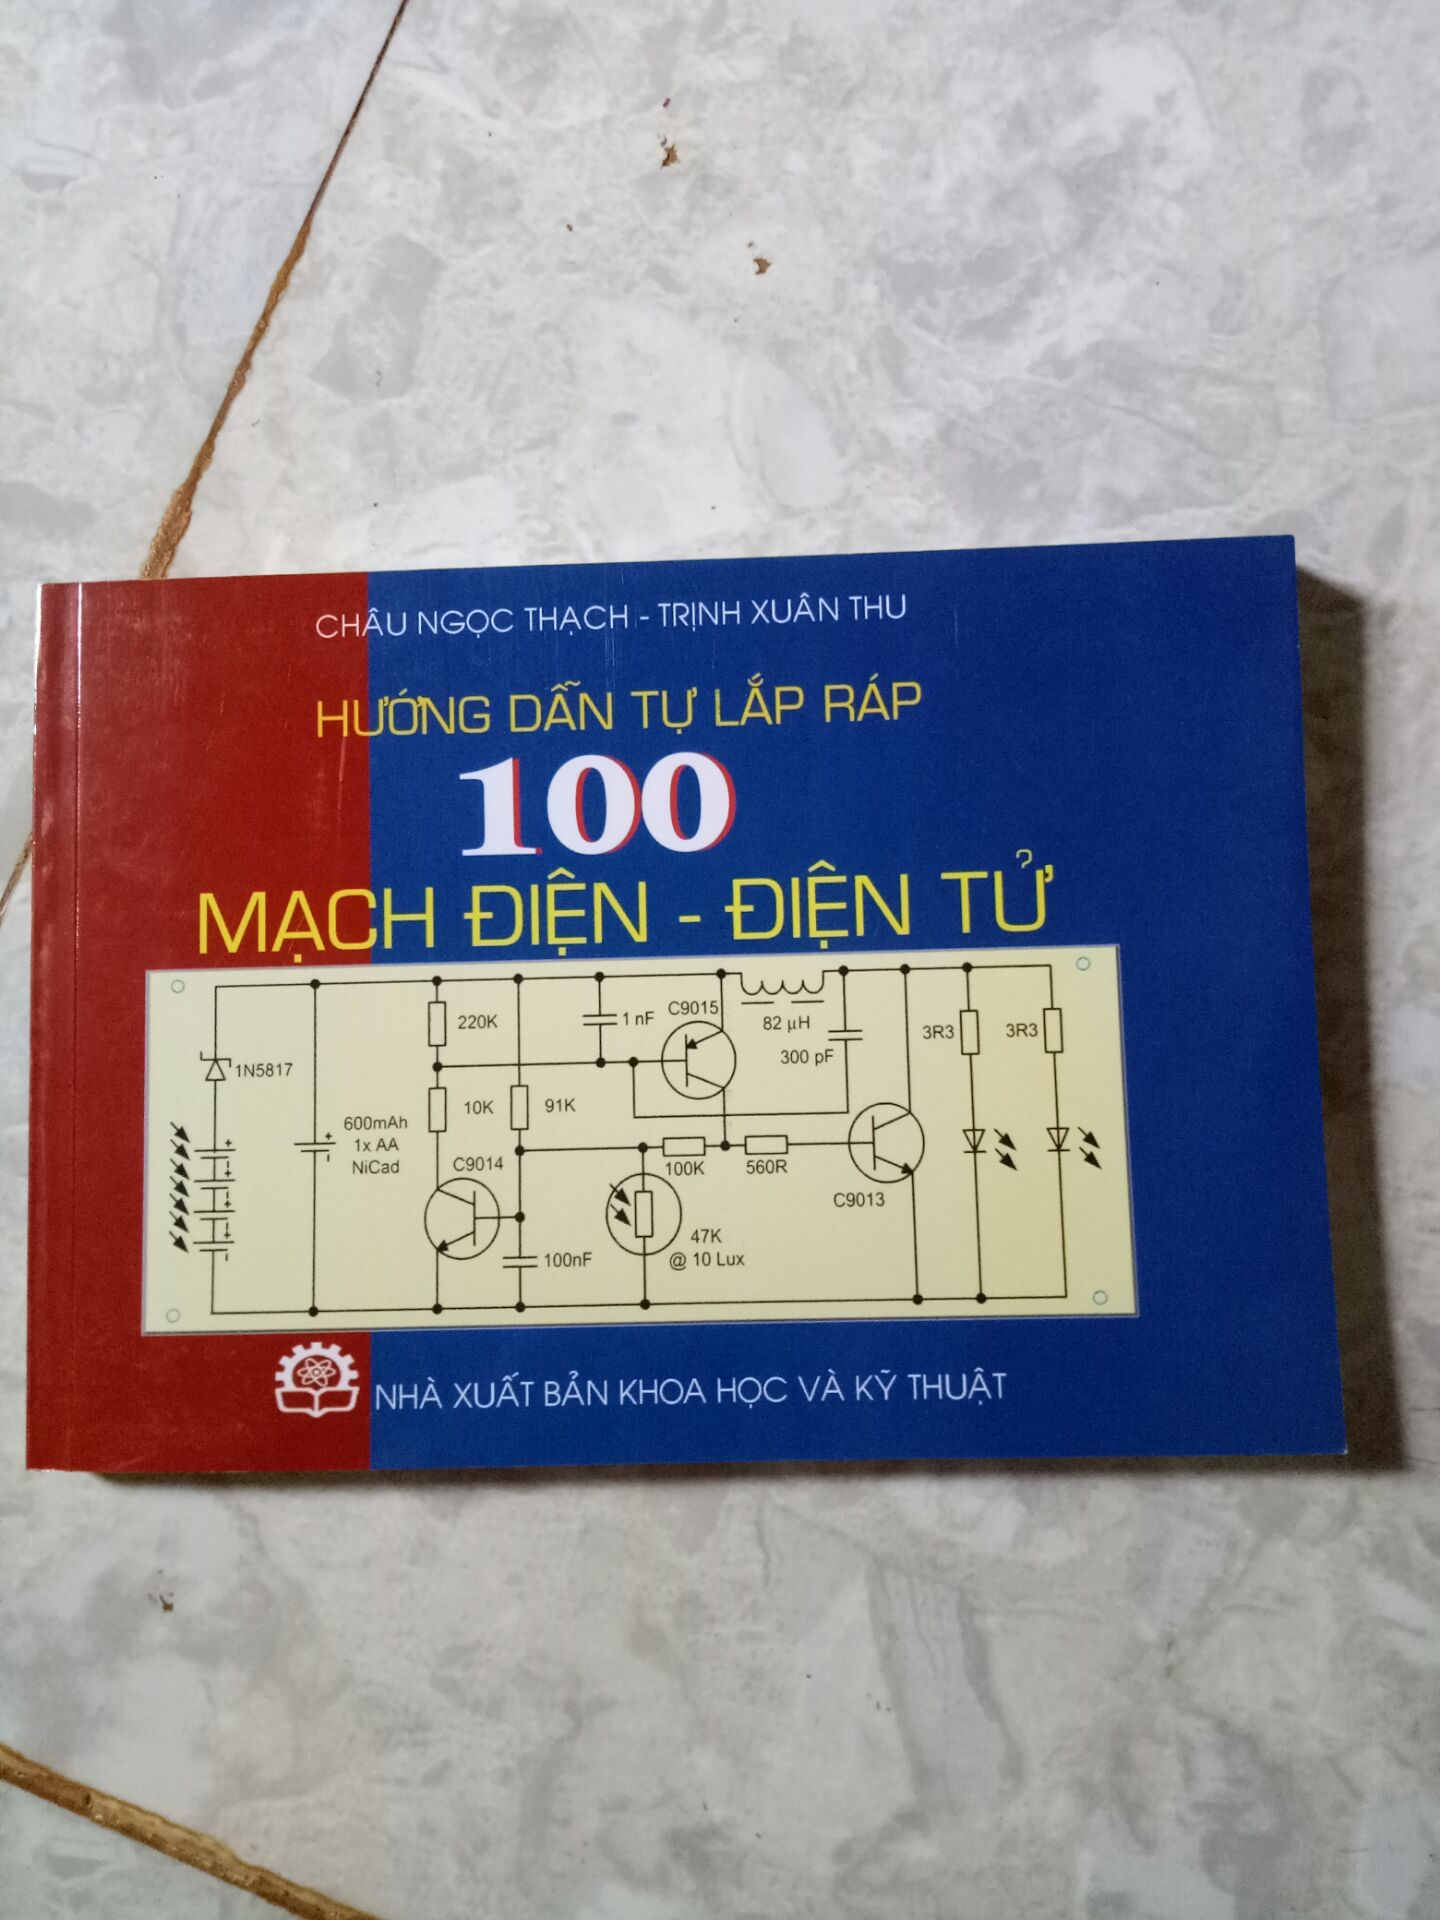 CHÂU NGỌC THẠCH - TRỊNH XUÂN THU
HƯỚNG DẪN TỰ LẮP RÁP
100
MẠCH ĐIỆN - ĐIỆN TỬ
1N5817
600mAh
1x AA
NiCad
220K
10K
91K
C9014
100nF
1 nF
C9015
82 µH
300 pF
100K
560R
47K
@ 10 Lux
C9013
3R3
3R3
NHÀ XUẤT BẢN KHOA HỌC VÀ KỸ THUẬT